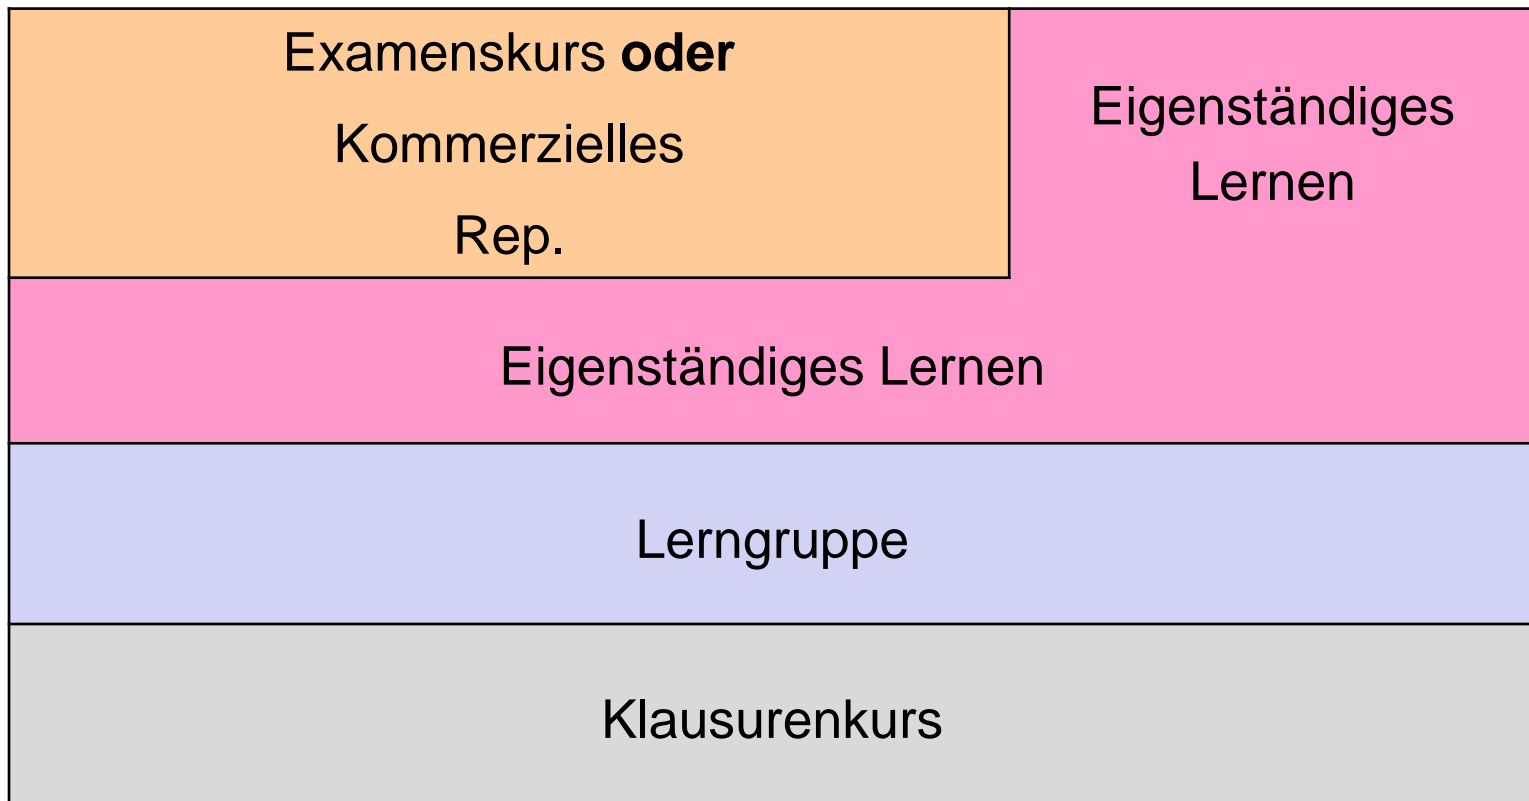 Examenskurs oder
Kommerzielles
Rep.
Eigenständiges
Lernen
Eigenständiges Lernen
Lerngruppe
Klausurenkurs